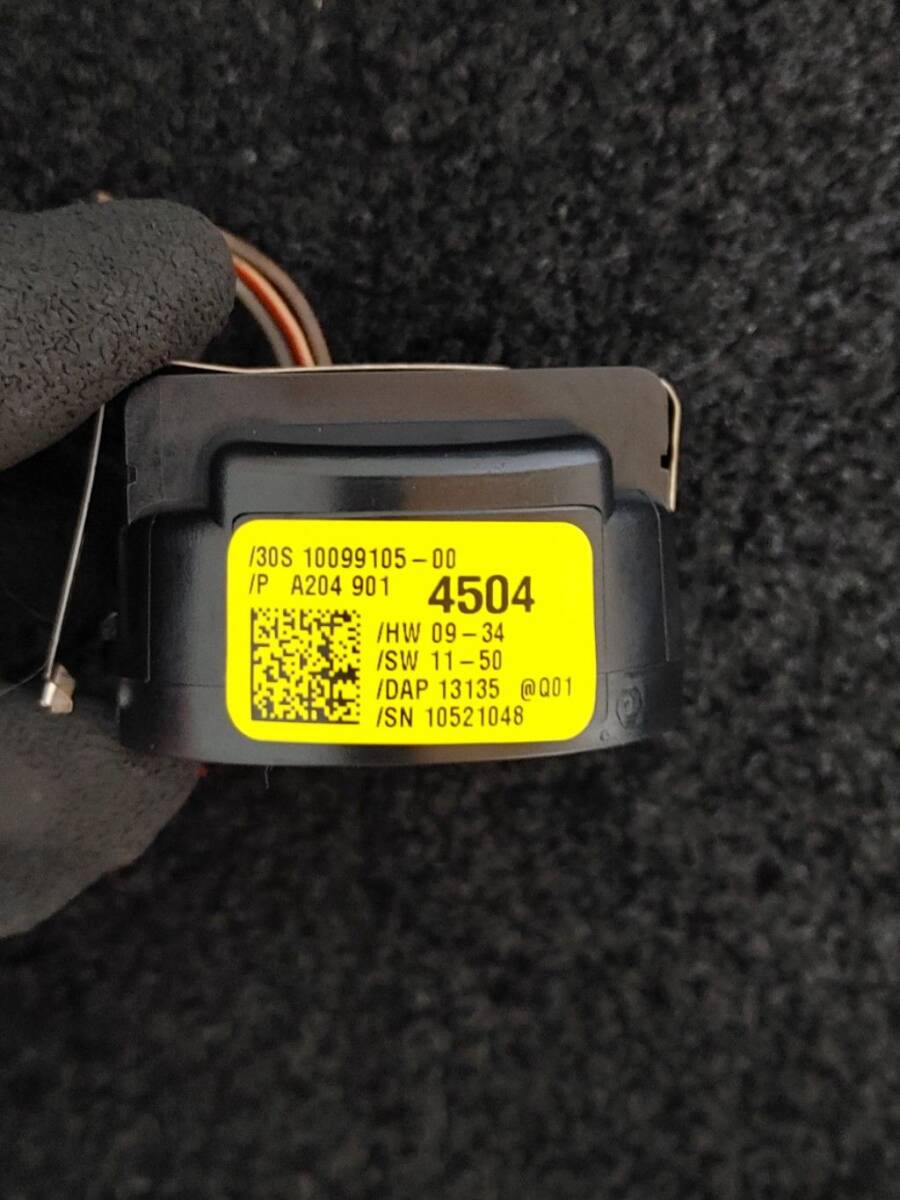 /30S 10099105-00
/P A204 901 4504
/HW 09-34
/SW 11-50
/DAP 13135 @Q01
/SN 10521048